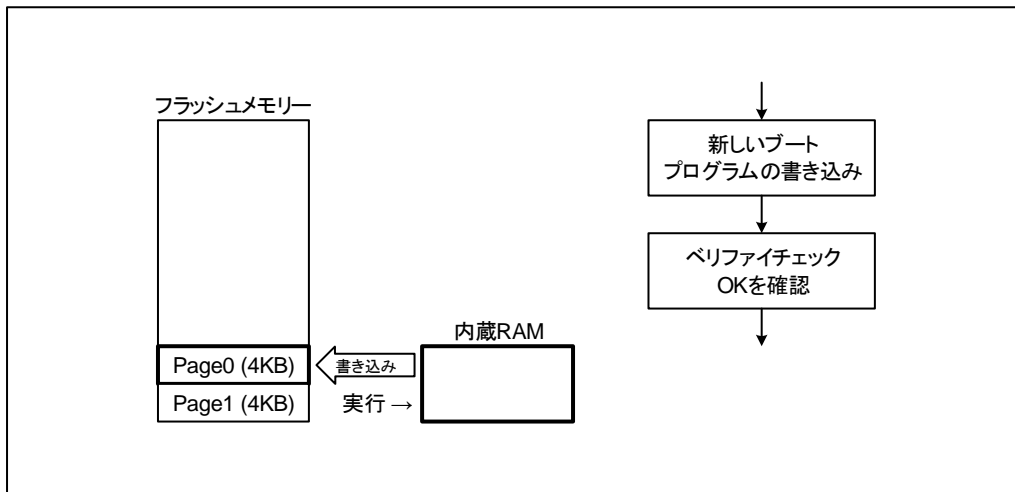 フラッシュメモリー
Page0 (4KB)
Page1 (4KB)
書き込み
実行 →
内蔵RAM
新しいブート
プログラムの書き込み
ベリファイチェック
OKを確認